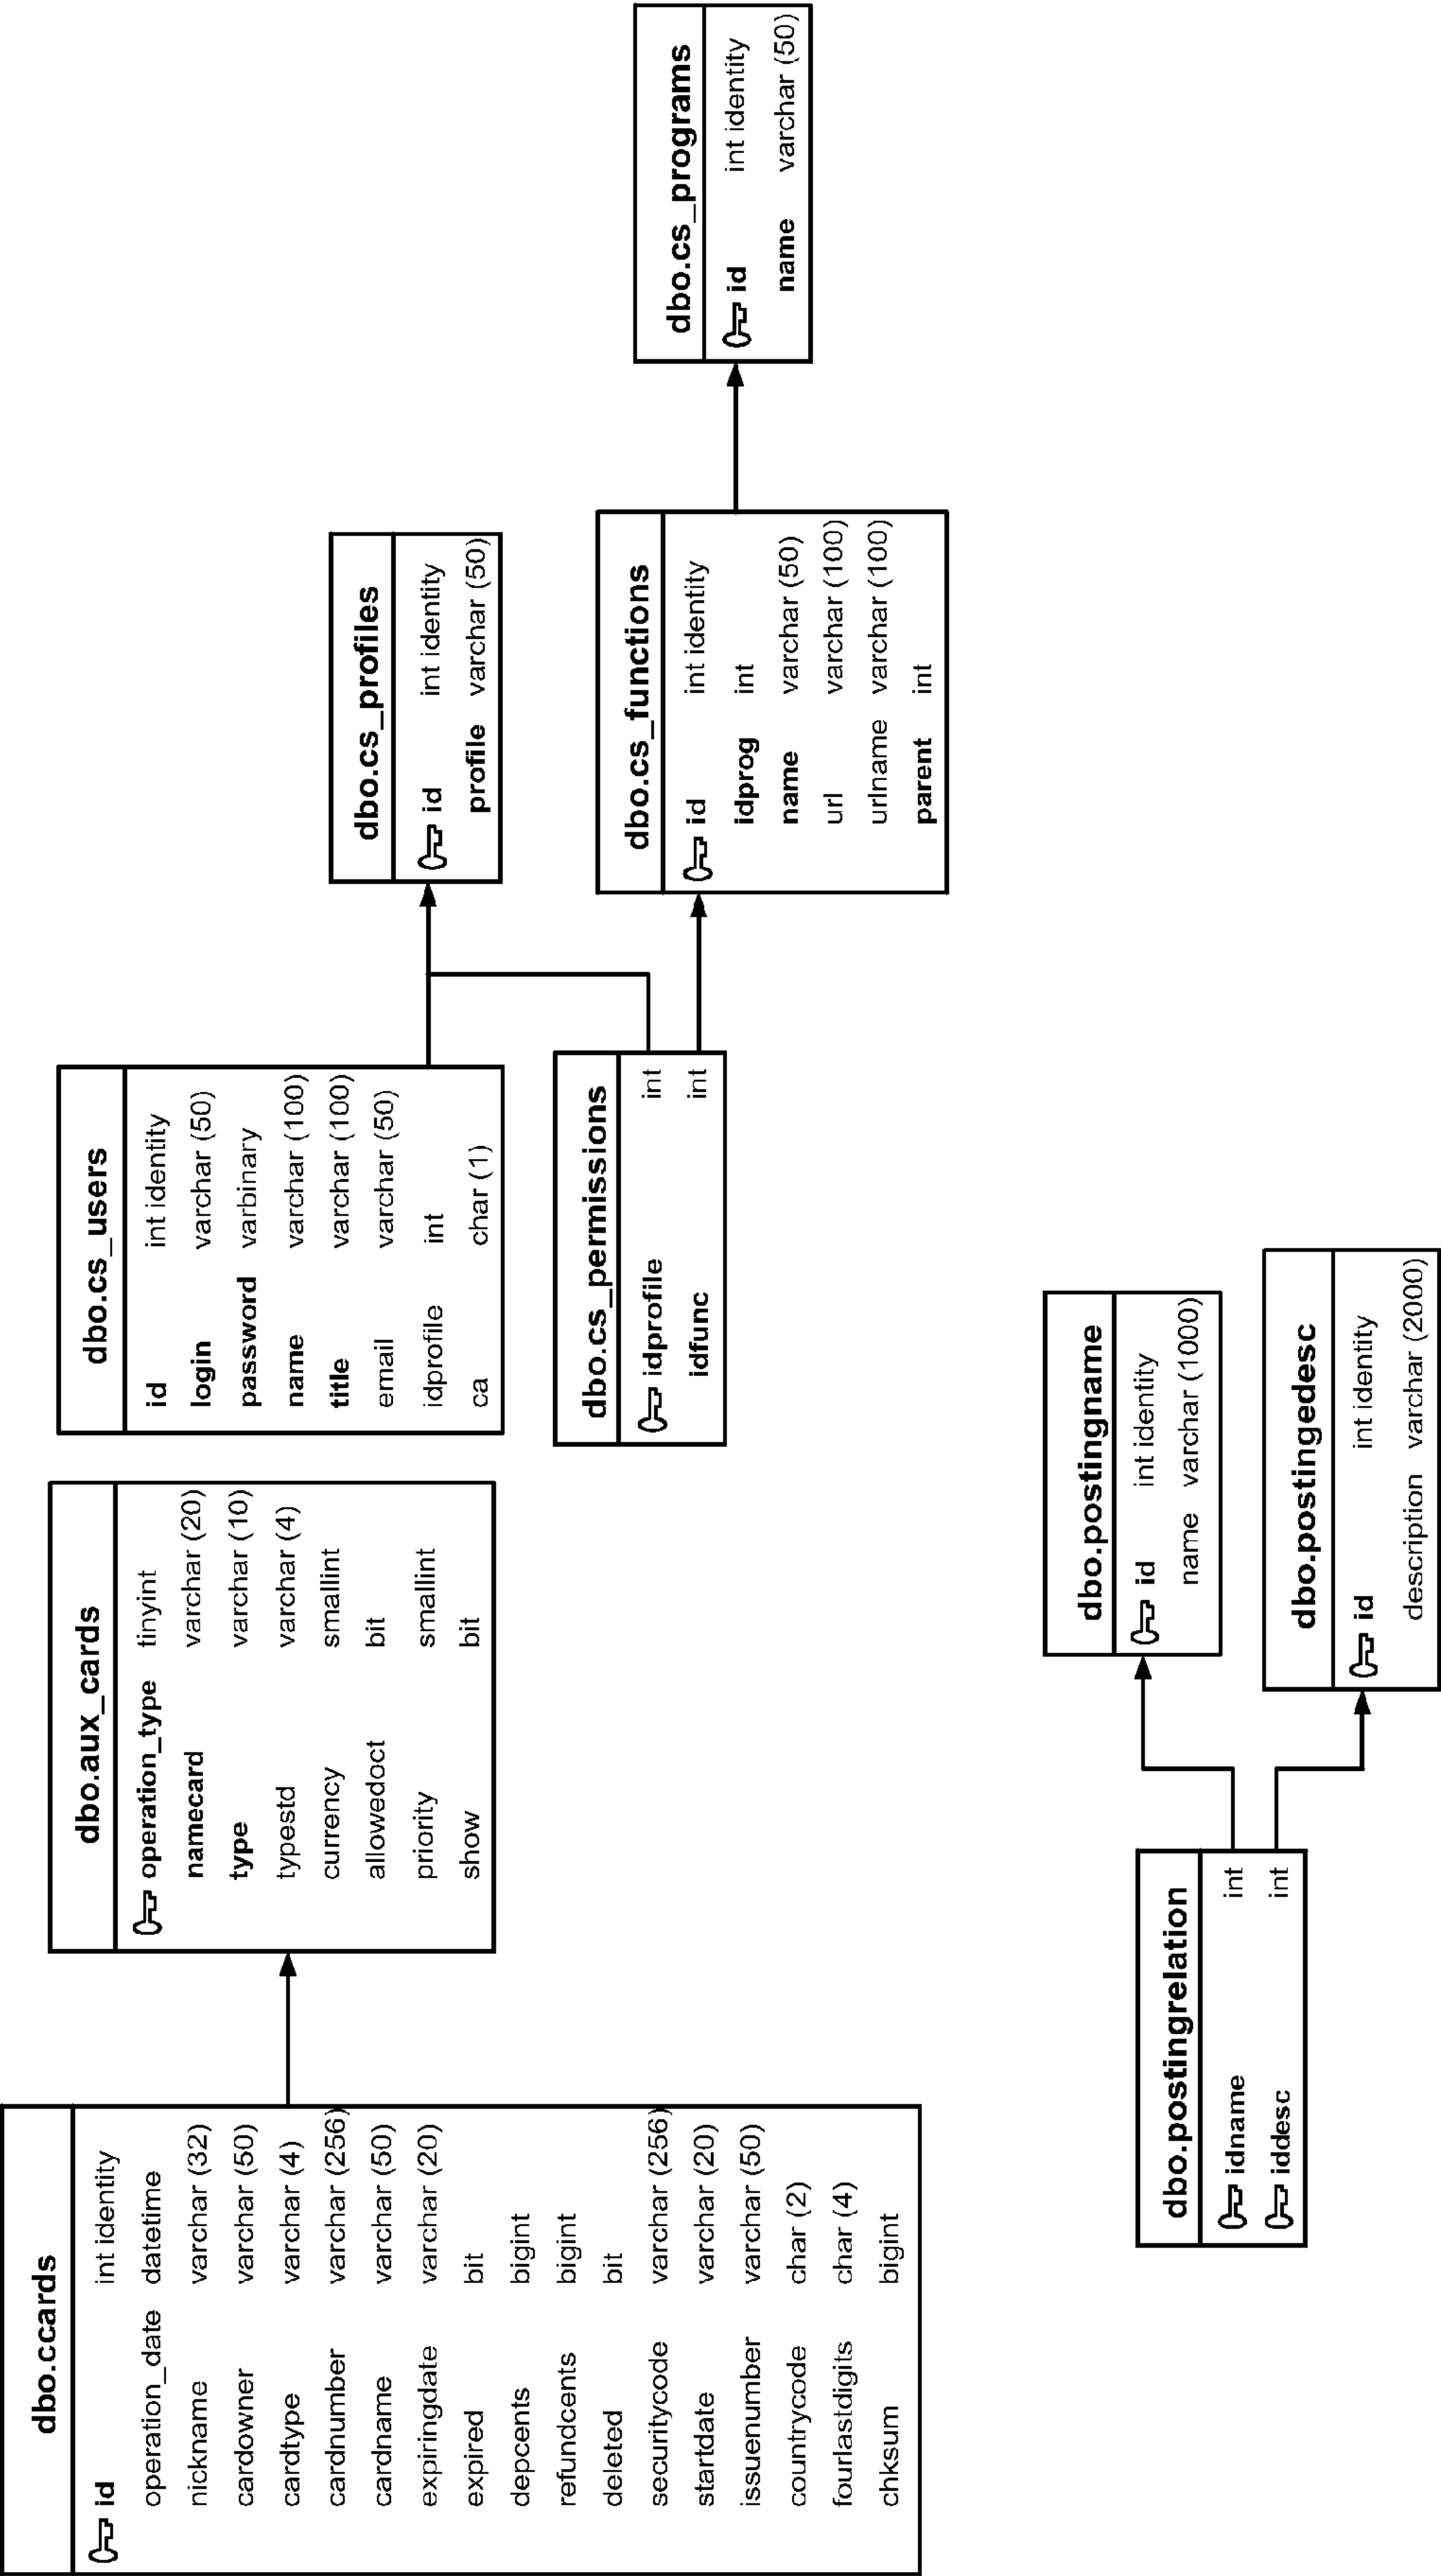 dbo.ccards
id int identity
operation_date datetime
nickname varchar (32)
cardowner varchar (50)
cardtype varchar (4)
cardnumber varchar (256)
cardname varchar (50)
expiringdate varchar (20)
expired bit
depcents bigint
refundcents bigint
deleted bit
securitycode varchar (256)
startdate varchar (20)
issuenumber varchar (50)
countrycode char (2)
fourlastdigits char (4)
chksum bigint
dbo.aux_cards
operation_type tinyint
namecard varchar (20)
type varchar (10)
typestd varchar (4)
currency smallint
allowedoct bit
priority smallint
show bit
dbo.cs_users
id int identity
login varchar (50)
password varbinary
name varchar (100)
title varchar (100)
email varchar (50)
idprofile int
ca char (1)
dbo.cs_permissions
idprofile int
idfunc int
dbo.cs_profiles
id int identity
profile varchar (50)
dbo.cs_functions
id int identity
idprog int
name varchar (50)
url varchar (100)
urlname varchar (100)
parent int
dbo.cs_programs
id int identity
name varchar (50)
dbo.postingrelation
idname int
iddesc int
dbo.postingname
id int identity
name varchar (1000)
dbo.postingedesc
id int identity
description varchar (2000)